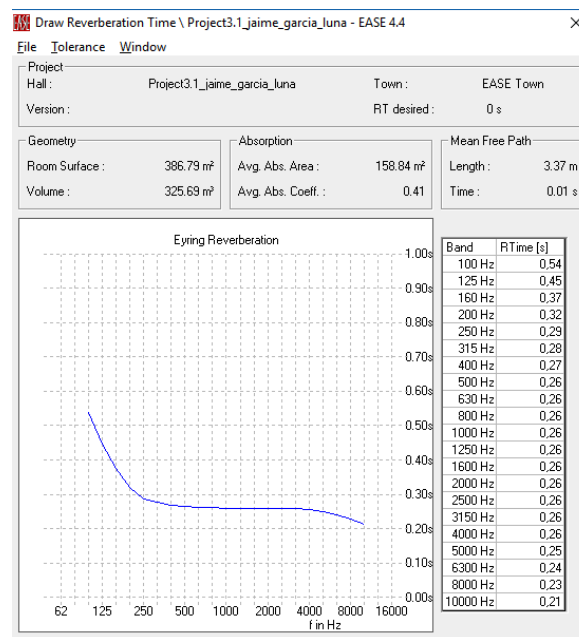 EASE Draw Reverberation Time \ Project3.1_jaime_garcia_luna - EASE 4.4 ×
File Tolerance Window
Project
Hall : Project3.1_jaime_garcia_luna Town : EASE Town
Version : RT desired : 0 s
Geometry Absorption Mean Free Path
Room Surface : 386.79 m² Avg. Abs. Area : 158.84 m² Length : 3.37 m
Volume : 325.69 m³ Avg. Abs. Coeff. : 0.41 Time : 0.01 s
Eyring Reverberation
1.00s
0.90s
0.80s
0.70s
0.60s
0.50s
0.40s
0.30s
0.20s
0.10s
0.00s
62 125 250 500 1000 2000 4000 8000 16000
f in Hz
Band RTime [s]
100 Hz 0,54
125 Hz 0,45
160 Hz 0,37
200 Hz 0,32
250 Hz 0,29
315 Hz 0,28
400 Hz 0,27
500 Hz 0,26
630 Hz 0,26
800 Hz 0,26
1000 Hz 0,26
1250 Hz 0,26
1600 Hz 0,26
2000 Hz 0,26
2500 Hz 0,26
3150 Hz 0,26
4000 Hz 0,26
5000 Hz 0,25
6300 Hz 0,24
8000 Hz 0,23
10000 Hz 0,21